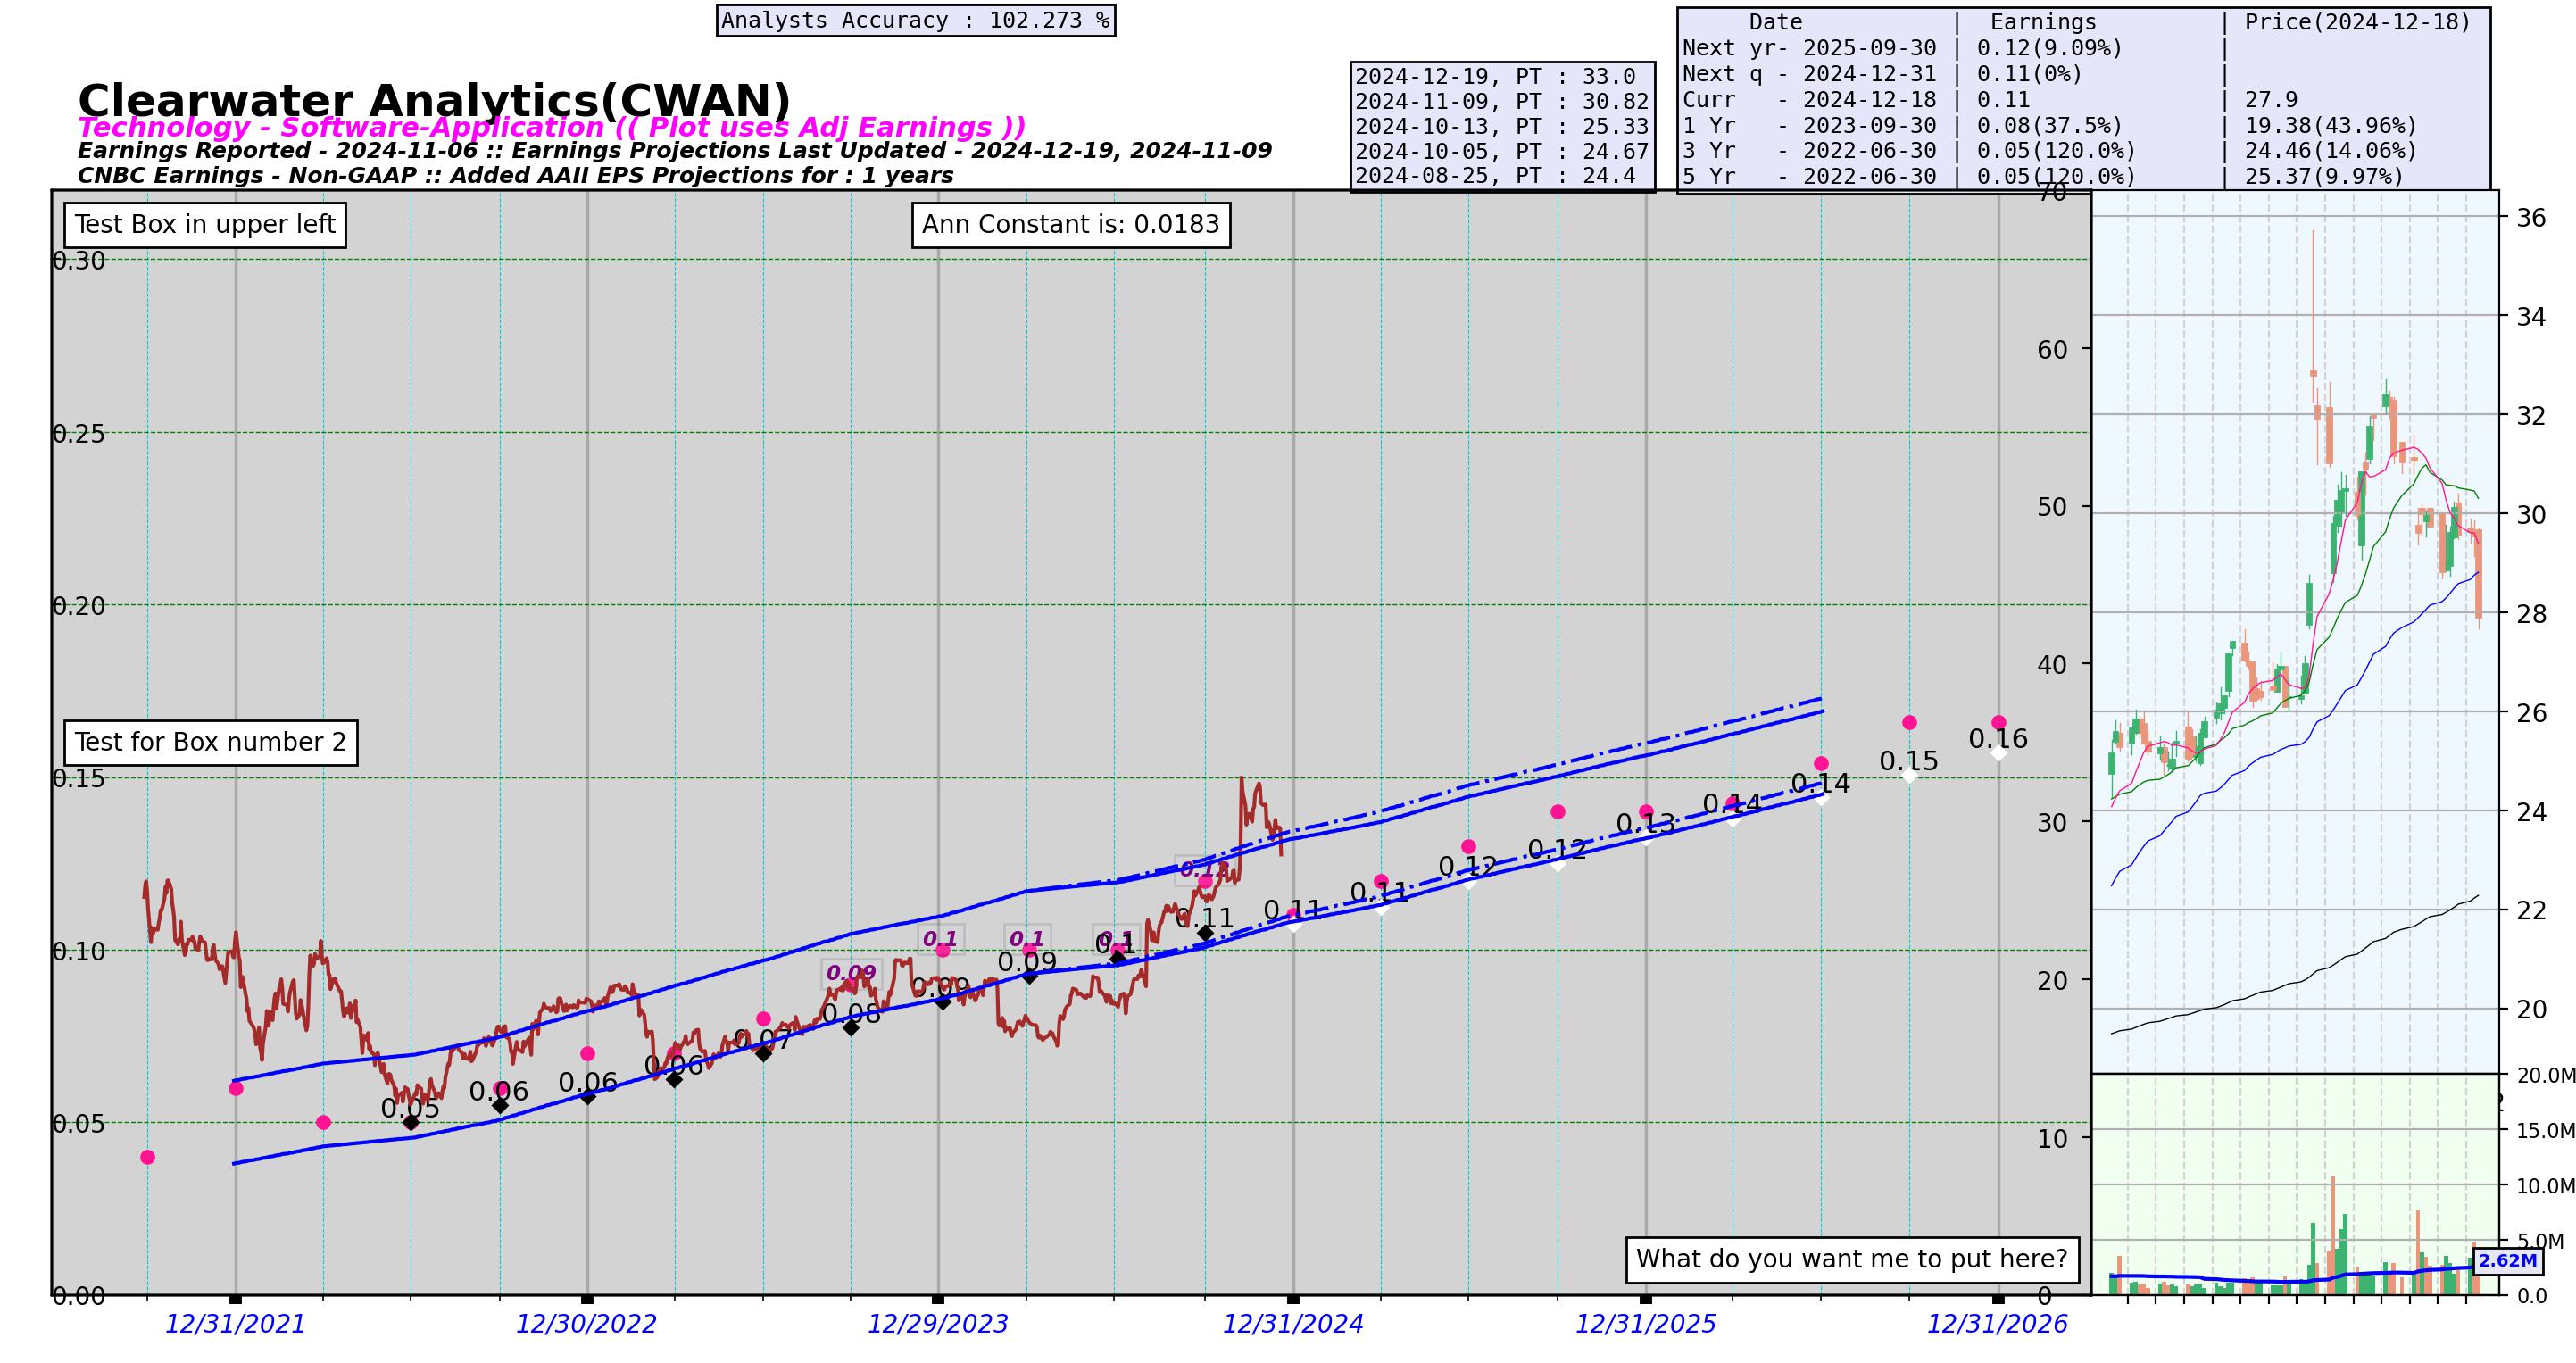 Analysts Accuracy : 102.273 %
Date | Earnings | Price(2024-12-18)
Next yr- 2025-09-30 | 0.12(9.09%) |
Next q - 2024-12-31 | 0.11(0%) |
Curr - 2024-12-18 | 0.11 | 27.9
1 Yr - 2023-09-30 | 0.08(37.5%) | 19.38(43.96%)
3 Yr - 2022-06-30 | 0.05(120.0%) | 24.46(14.06%)
5 Yr - 2022-06-30 | 0.05(120.0%) | 25.37(9.97%)
2024-12-19, PT : 33.0
2024-11-09, PT : 30.82
2024-10-13, PT : 25.33
2024-10-05, PT : 24.67
2024-08-25, PT : 24.4
Clearwater Analytics(CWAN)
Technology - Software-Application (( Plot uses Adj Earnings ))
Earnings Reported - 2024-11-06 :: Earnings Projections Last Updated - 2024-12-19, 2024-11-09
CNBC Earnings - Non-GAAP :: Added AAII EPS Projections for : 1 years
Test Box in upper left
Ann Constant is: 0.0183
Test for Box number 2
What do you want me to put here?
0.30
0.25
0.20
0.15
0.10
0.05
0.00
70
60
50
40
30
20
10
0
0.05
0.06
0.06
0.06
0.07
0.08
0.09
0.09
0.1
0.11
0.11
0.11
0.12
0.12
0.13
0.14
0.14
0.15
0.16
0.09
0.1
0.1
0.1
0.12
12/31/2021
12/30/2022
12/29/2023
12/31/2024
12/31/2025
12/31/2026
36
34
32
30
28
26
24
22
20
20.0M
15.0M
10.0M
5.0M
2.62M
0.0